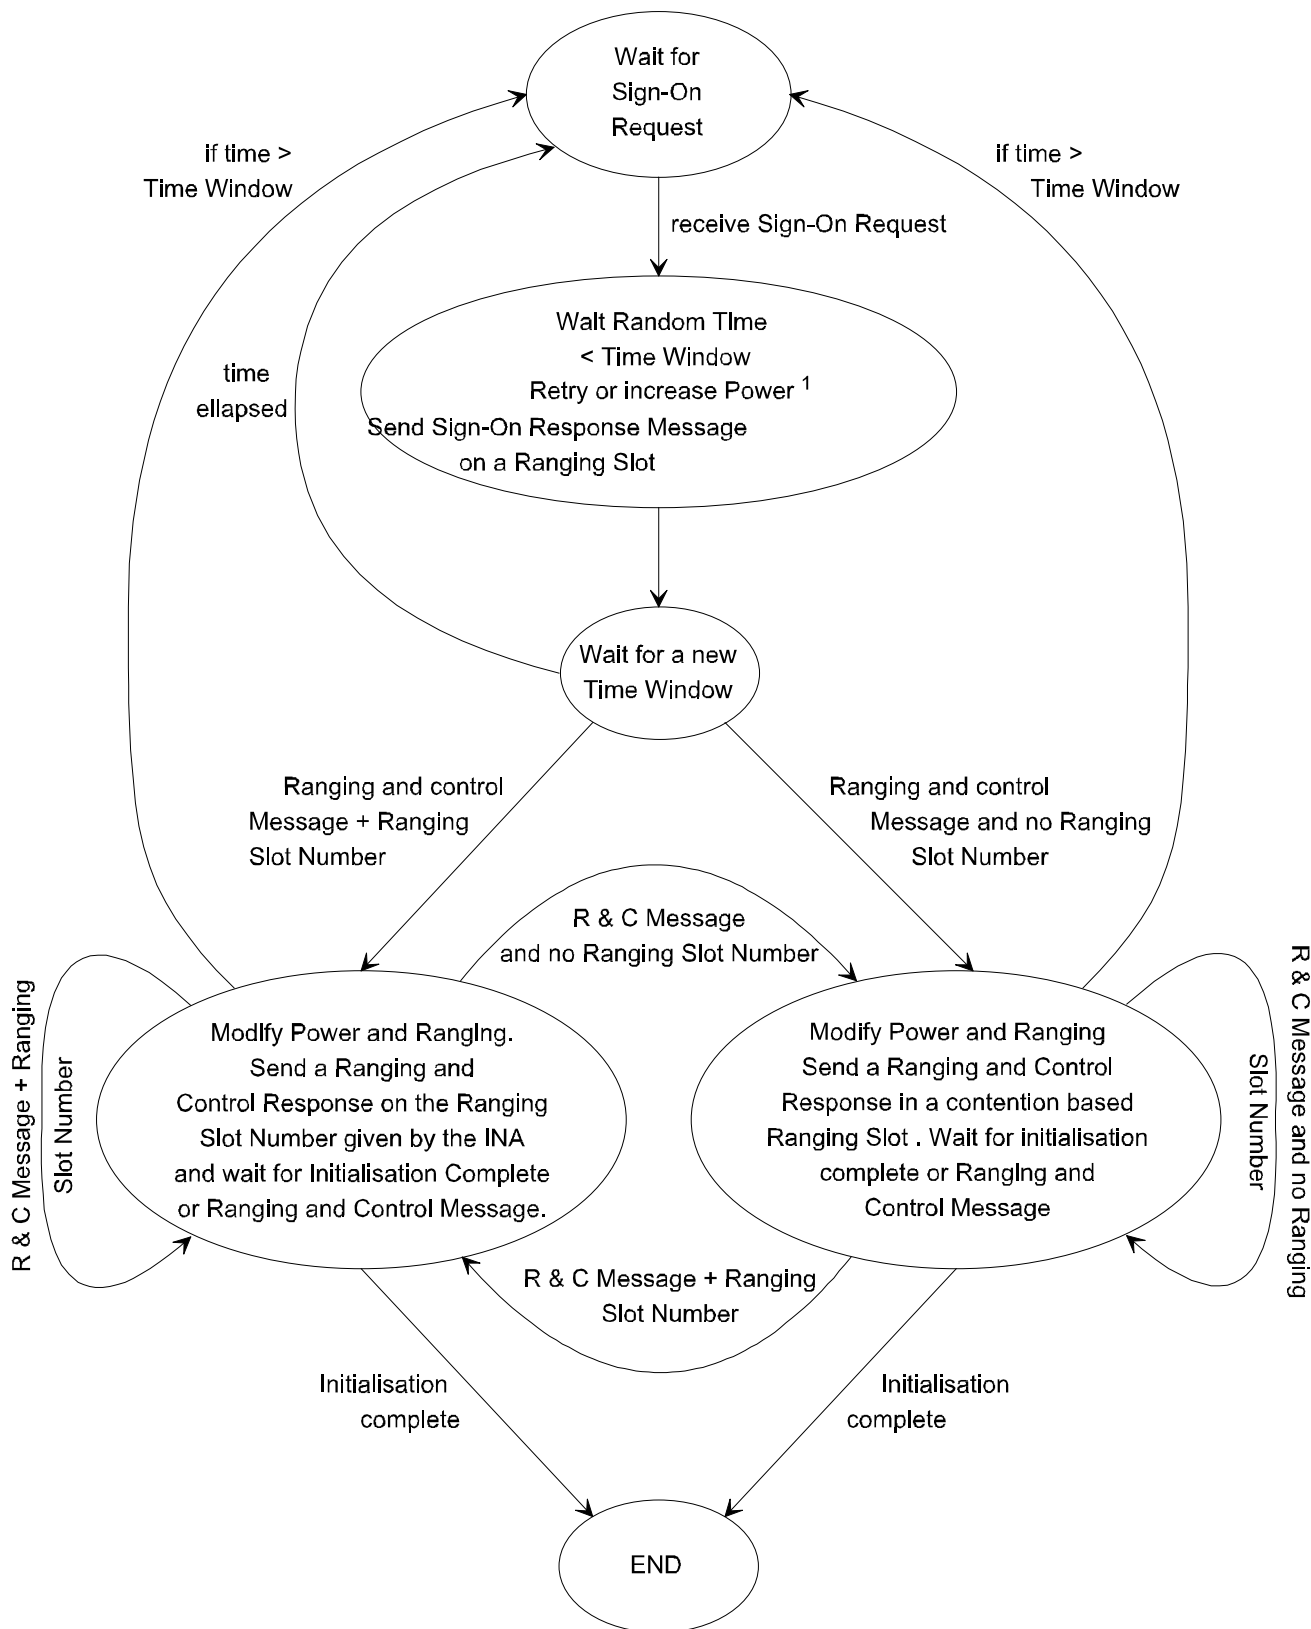 Wait for
Sign-On
Request
if time >
Time Window
if time >
Time Window
receive Sign-On Request
WaIt Random TIme
< Time Window
Retry or increase Power 1
Send Sign-On Response Message
on a Ranging Slot
time
ellapsed
Wait for a new
Time Window
Ranging and control
Message + Ranging
Slot Number
Ranging and control
Message and no Ranging
Slot Number
R & C Message
and no Ranging Slot Number
R & C Message + Ranging
Slot Number
ModIfy Power and RangIng.
Send a Ranging and
Control Response on the Ranging
Slot Number given by the INA
and wait for Initialisation Complete
or Ranging and Control Message.
Modify Power and Ranging
Send a Ranging and Control
Response in a contention based
Ranging Slot . Wait for initialisation
complete or RangIng and
Control Message
R & C Message and no Ranging
Slot Number
R & C Message + Ranging
Slot Number
Initialisation
complete
Initialisation
complete
END